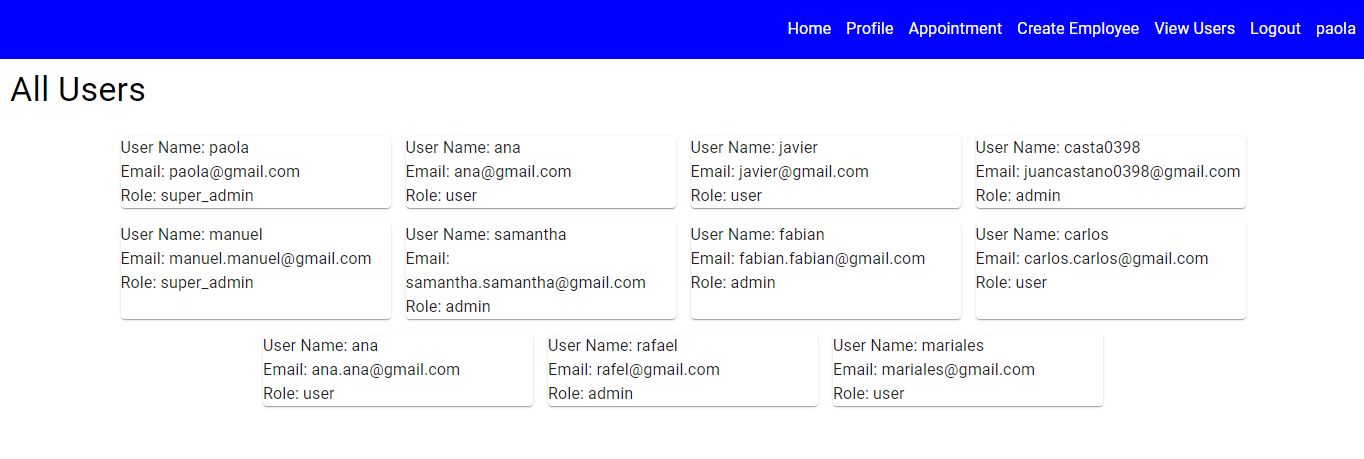 Home Profile Appointment Create Employee View Users Logout paola
All Users
User Name: paola
Email: paola@gmail.com
Role: super_admin
User Name: ana
Email: ana@gmail.com
Role: user
User Name: javier
Email: javier@gmail.com
Role: user
User Name: casta0398
Email: juancastano0398@gmail.com
Role: admin
User Name: manuel
Email: manuel.manuel@gmail.com
Role: super_admin
User Name: samantha
Email:
samantha.samantha@gmail.com
Role: admin
User Name: fabian
Email: fabian.fabian@gmail.com
Role: admin
User Name: carlos
Email: carlos.carlos@gmail.com
Role: user
User Name: ana
Email: ana.ana@gmail.com
Role: user
User Name: rafael
Email: rafel@gmail.com
Role: admin
User Name: mariales
Email: mariales@gmail.com
Role: user